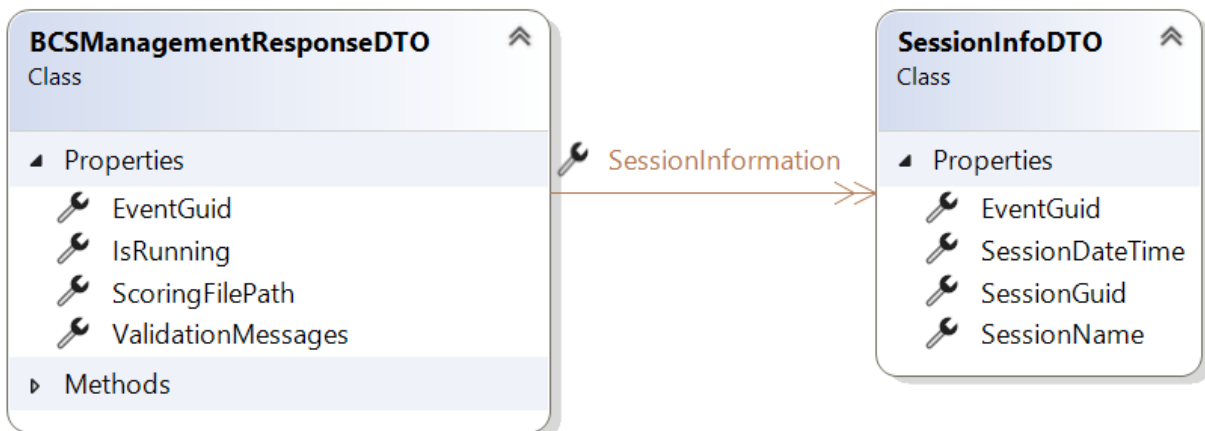 BCSManagementResponseDTO
Class
Properties
EventGuid
IsRunning
ScoringFilePath
ValidationMessages
Methods
SessionInformation
SessionInfoDTO
Class
Properties
EventGuid
SessionDateTime
SessionGuid
SessionName